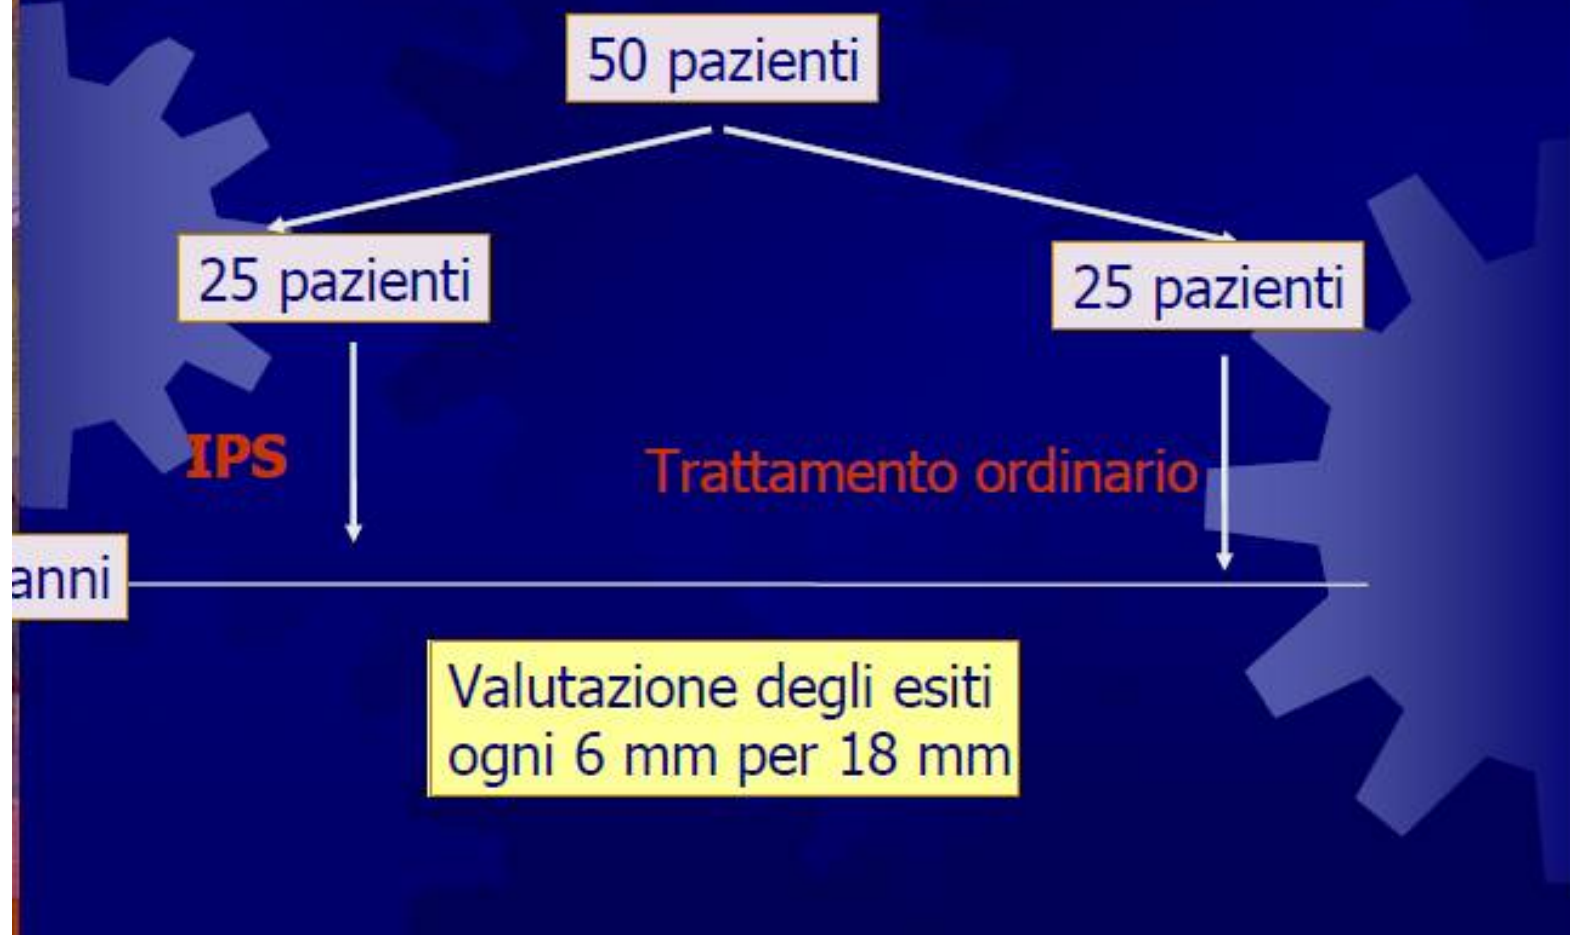 50 pazienti
25 pazienti
25 pazienti
IPS
Trattamento ordinario
anni
Valutazione degli esiti
ogni 6 mm per 18 mm